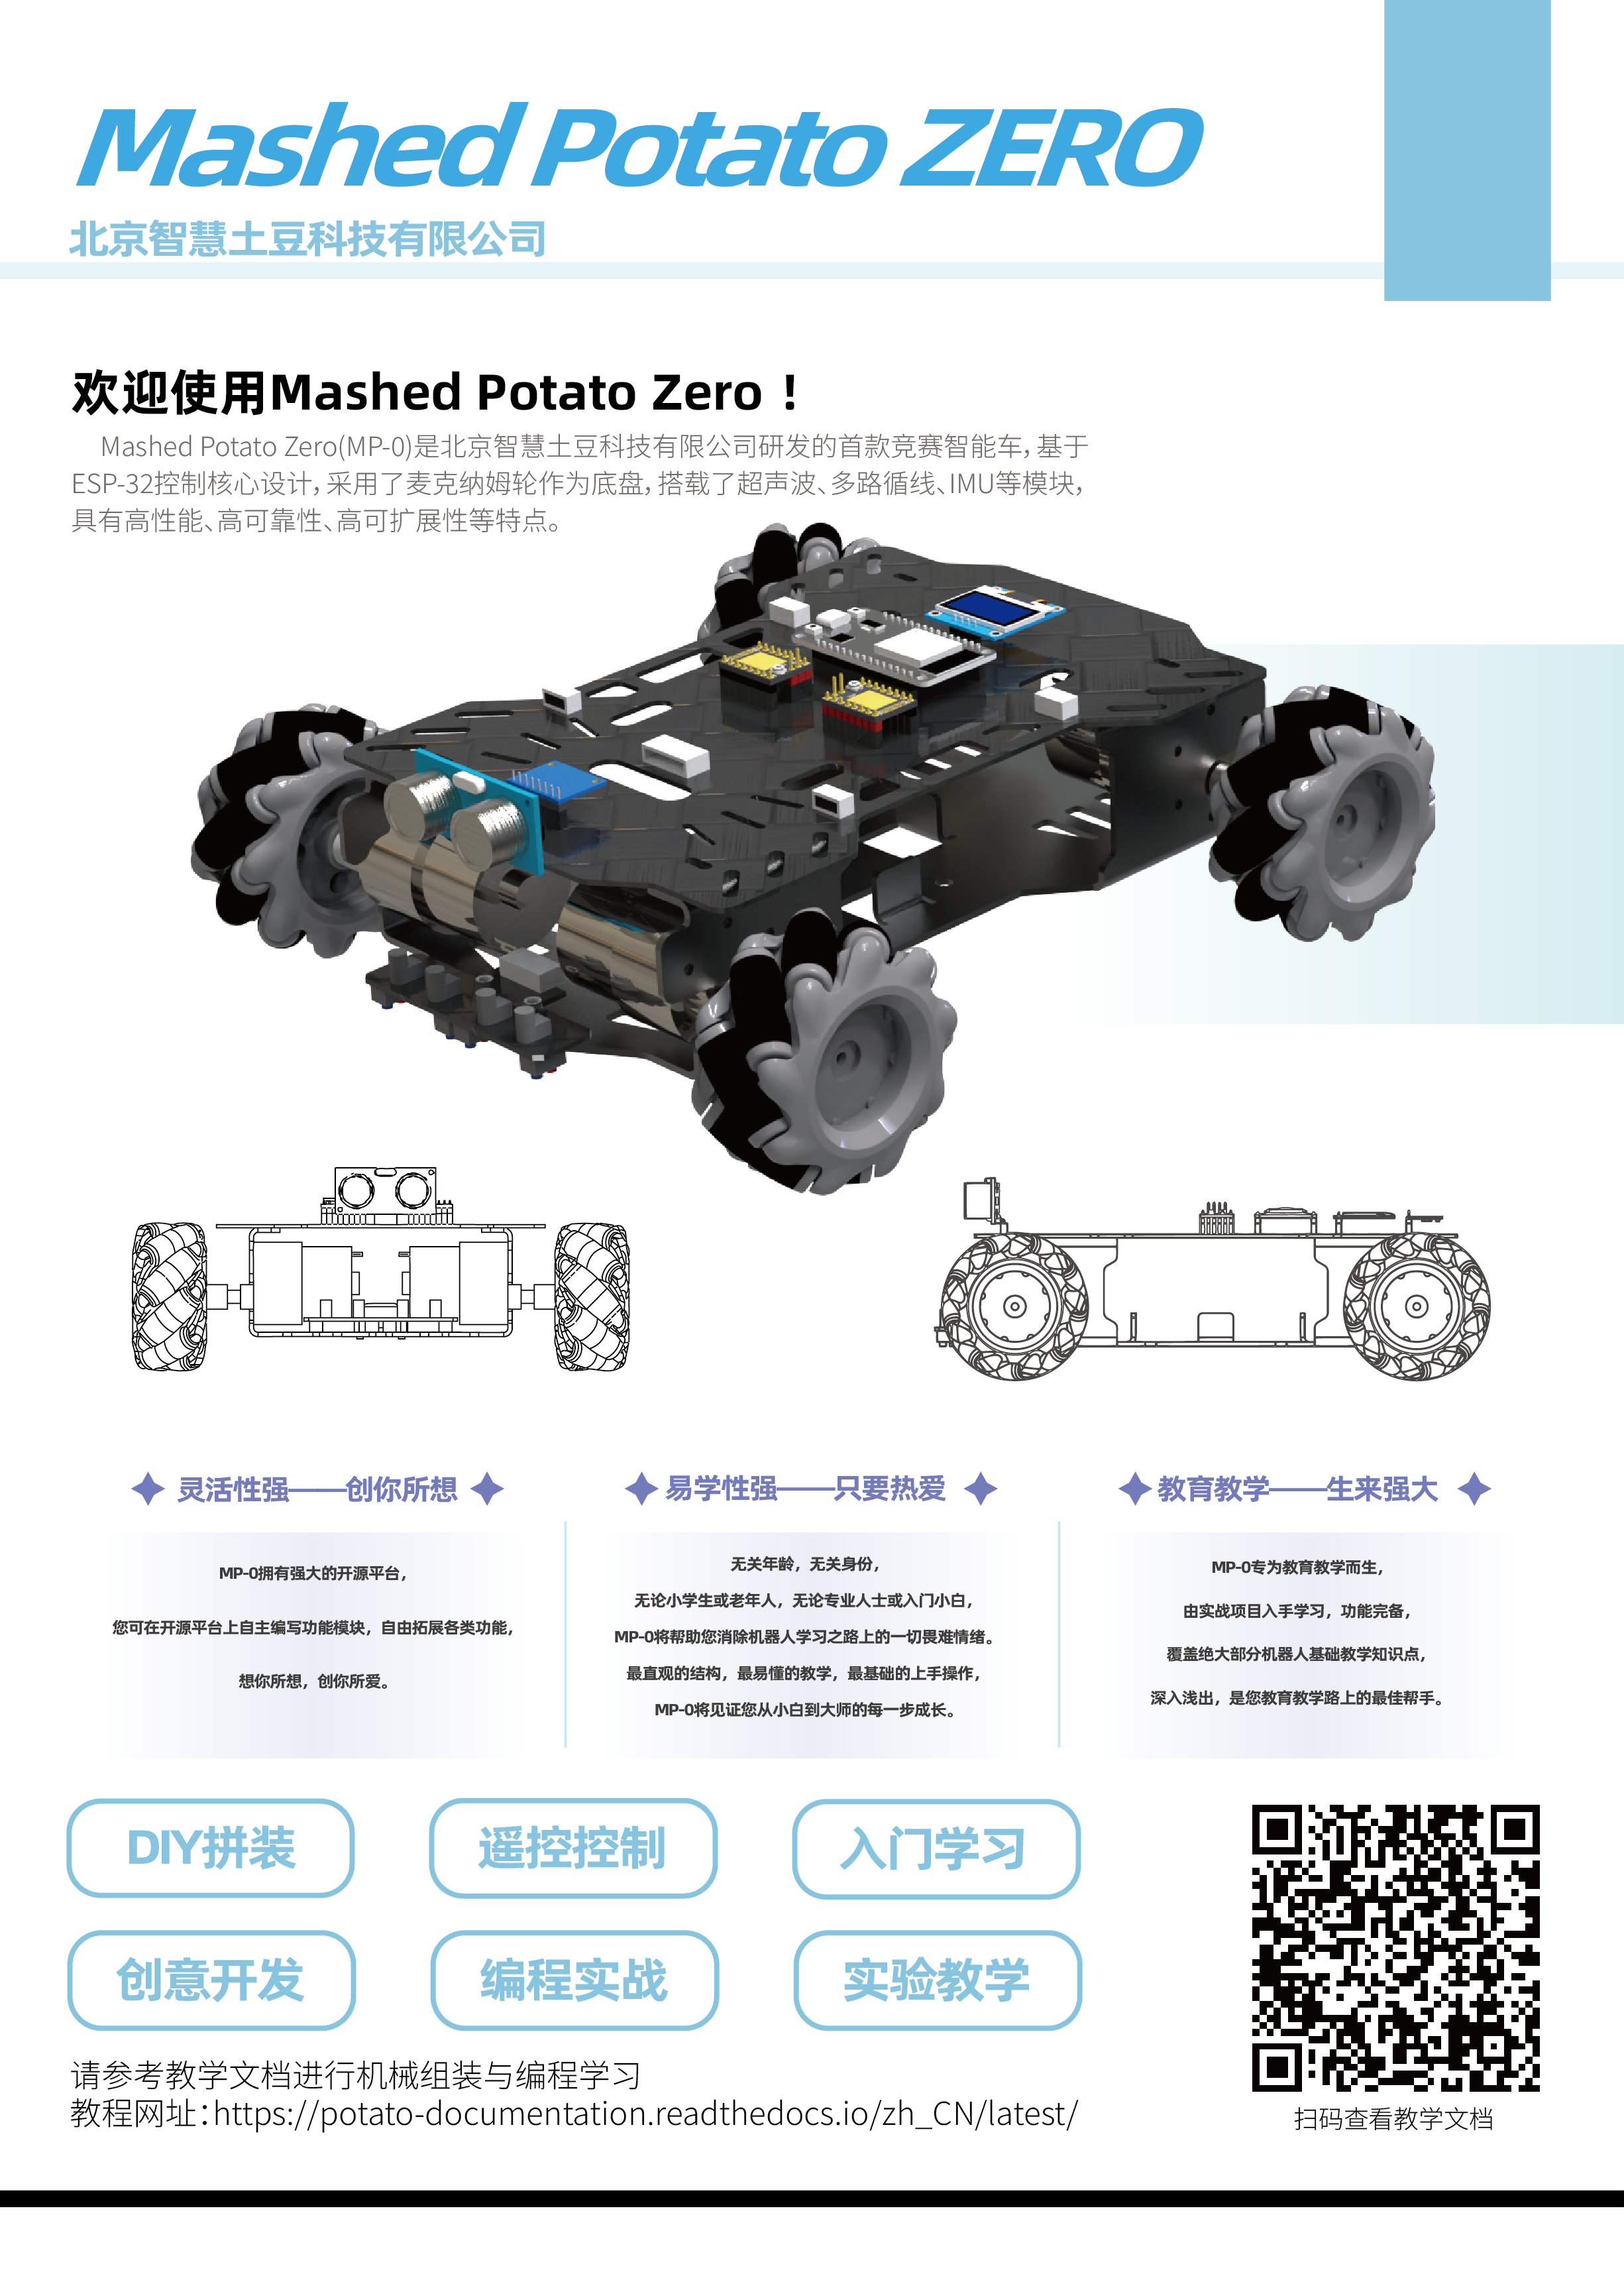 Mashed Potato ZERO
北京智慧土豆科技有限公司
欢迎使用Mashed Potato Zero！
Mashed Potato Zero(MP-0)是北京智慧土豆科技有限公司研发的首款竞赛智能车，基于
ESP-32控制核心设计，采用了麦克纳姆轮作为底盘，搭载了超声波、多路循线、IMU等模块，
具有高性能、高可靠性、高可扩展性等特点。
灵活性强——创你所想
MP-0拥有强大的开源平台，
您可在开源平台上自主编写功能模块，自由拓展各类功能，
想你所想，创你所爱。
易学性强——只要热爱
无关年龄，无关身份，
无论小学生或老年人，无论专业人士或入门小白，
MP-0将帮助您消除机器人学习之路上的一切畏难情绪。
最直观的结构，最易懂的教学，最基础的上手操作，
MP-0将见证您从小白到大师的每一步成长。
教育教学——生来强大
MP-0专为教育教学而生，
由实战项目入手学习，功能完备，
覆盖绝大部分机器人基础教学知识点，
深入浅出，是您教育教学路上的最佳帮手。
DIY拼装
遥控控制
入门学习
创意开发
编程实战
实验教学
请参考教学文档进行机械组装与编程学习
教程网址：https://potato-documentation.readthedocs.io/zh_CN/latest/
扫码查看教学文档